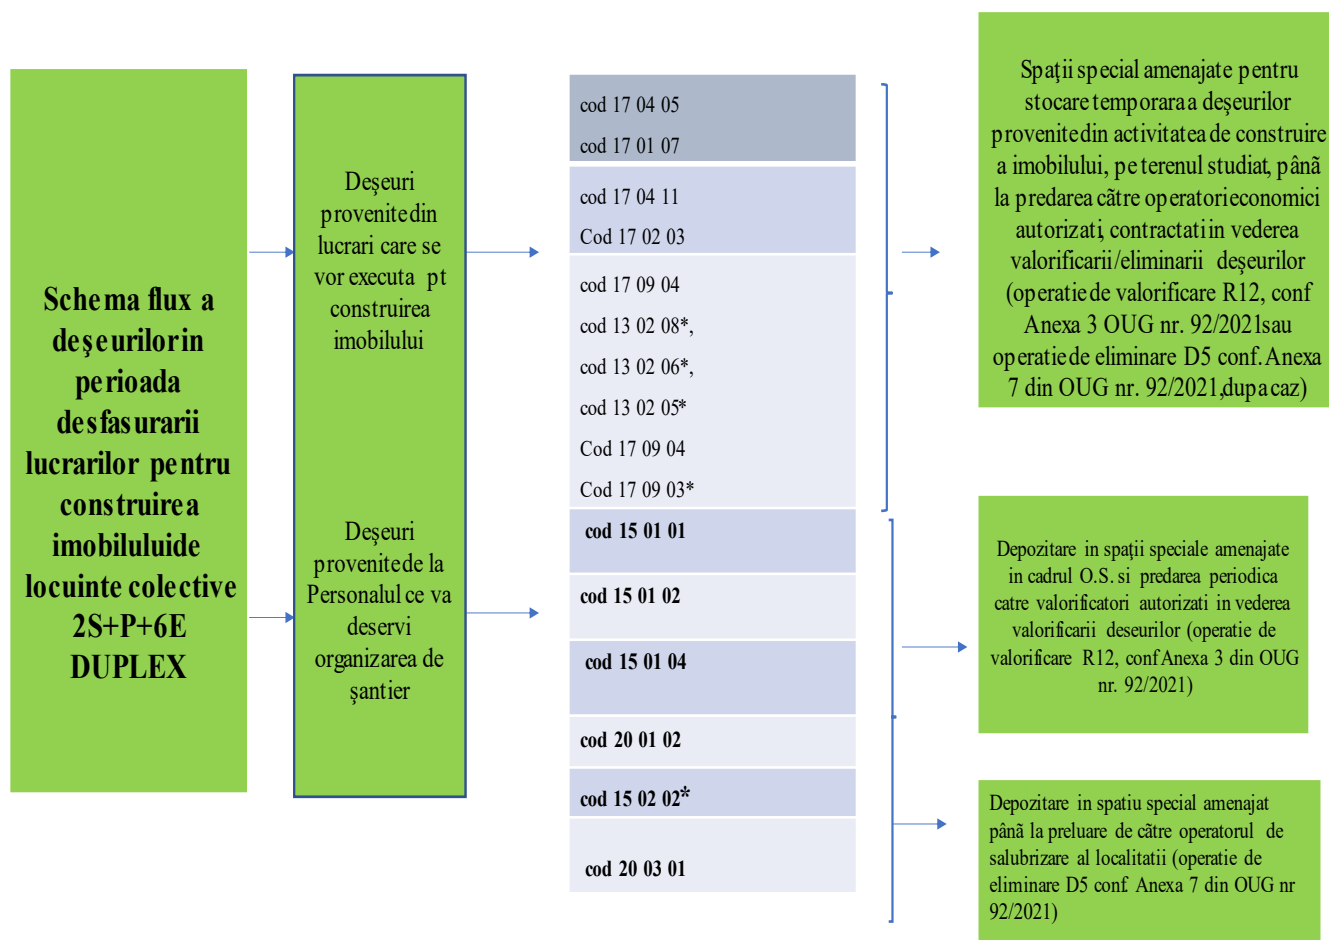 Schema flux a
deşeurilor in
perioada
desfasurarii
lucrarilor pentru
construirea
imobilului de
locuinte colective
2S+P+6E
DUPLEX
Deşeuri
provenite din
lucrari care se
vor executa pt
construirea
imobilului
Deşeuri
provenite de la
Personalul ce va
deservi
organizarea de
şantier
cod 17 04 05
cod 17 01 07
cod 17 04 11
Cod 17 02 03
cod 17 09 04
cod 13 02 08*,
cod 13 02 06*,
cod 13 02 05*
Cod 17 09 04
Cod 17 09 03*
cod 15 01 01
cod 15 01 02
cod 15 01 04
cod 20 01 02
cod 15 02 02*
cod 20 03 01
Spaţii special amenajate pentru
stocare temporara a deşeurilor
provenite din activitatea de construire
a imobilului, pe terenul studiat, pânã
la predarea cãtre operatori economici
autorizati, contractati in vederea
valorificarii/eliminarii deşeurilor
(operatie de valorificare R12, conf
Anexa 3 OUG nr. 92/2021 sau
operatie de eliminare D5 conf. Anexa
7 din OUG nr. 92/2021, dupa caz)
Depozitare in spaţii speciale amenajate
in cadrul O.S. si predarea periodica
catre valorificatori autorizati in vederea
valorificarii deseurilor (operatie de
valorificare R12, conf Anexa 3 din OUG
nr. 92/2021)
Depozitare in spatiu special amenajat
pânã la preluare de cãtre operatorul de
salubrizare al localitatii (operatie de
eliminare D5 conf. Anexa 7 din OUG nr
92/2021)